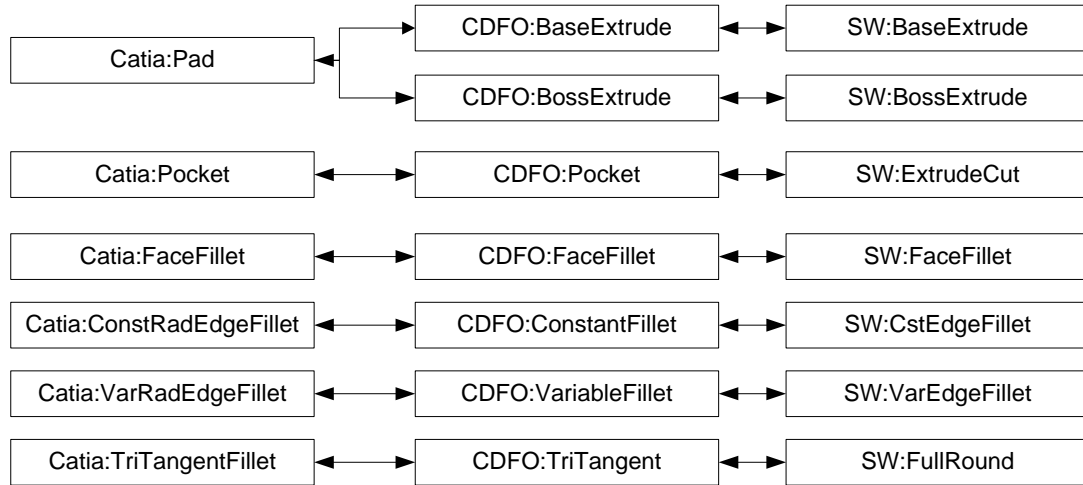 CDFO:BaseExtrude
SW:BaseExtrude
Catia:Pad
CDFO:BossExtrude
SW:BossExtrude
Catia:Pocket
CDFO:Pocket
SW:ExtrudeCut
Catia:FaceFillet
CDFO:FaceFillet
SW:FaceFillet
Catia:ConstRadEdgeFillet
CDFO:ConstantFillet
SW:CstEdgeFillet
Catia:VarRadEdgeFillet
CDFO:VariableFillet
SW:VarEdgeFillet
Catia:TriTangentFillet
CDFO:TriTangent
SW:FullRound